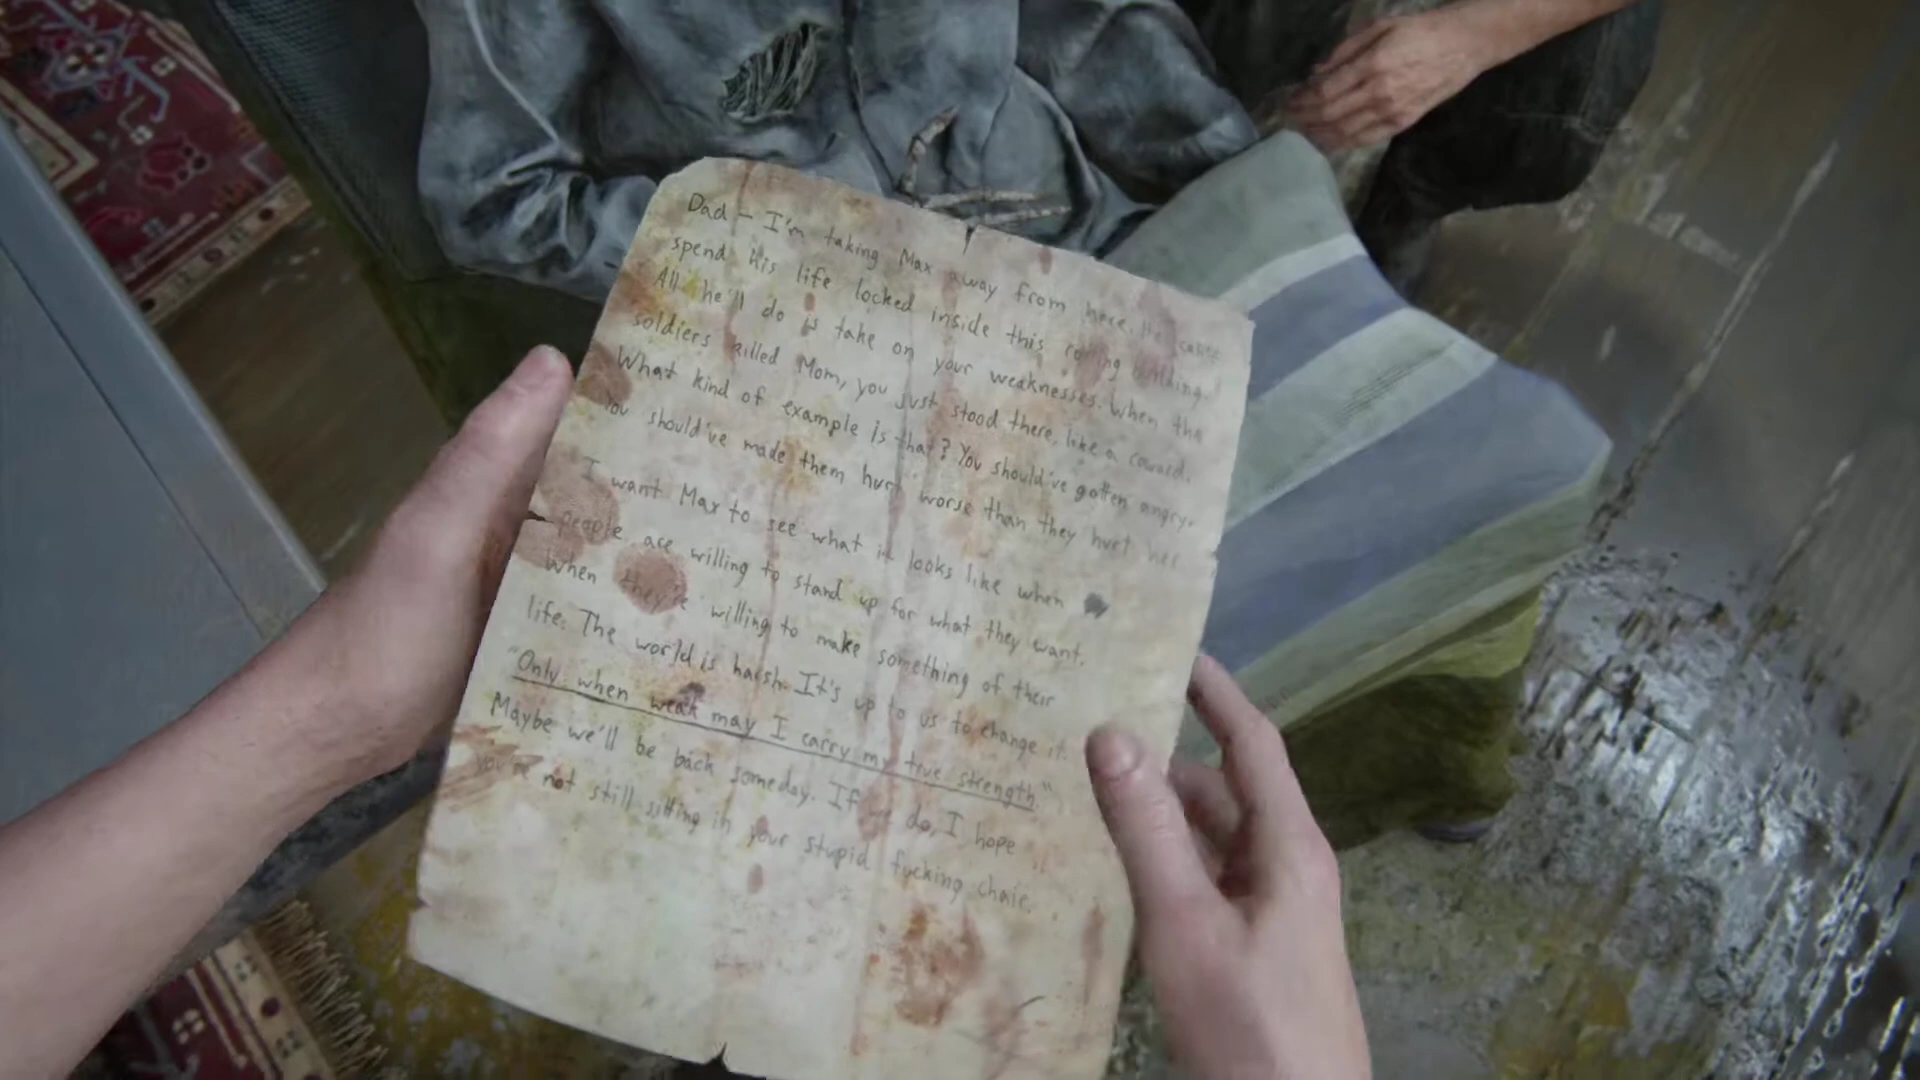 Dad - I'm taking Max away from here. He can't
spend his life locked inside this rotting building.
All he'll do is take on your weaknesses. When the
soldiers killed Mom, you just stood there, like a coward.
What kind of example is that? You should've gotten angry.
You should've made them hurt worse than they hurt her.
I want Max to see what it looks like when
people are willing to stand up for what they want.
When they're willing to make something of their
life. The world is harsh. It's up to us to change it.
"Only when weak may I carry my true strength."
Maybe we'll be back someday. If do, I hope
you're not still sitting in your stupid fucking chair.